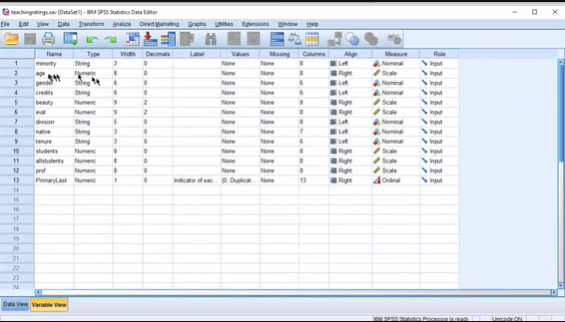 teachingratings.sav [DataSet1] - IBM SPSS Statistics Data Editor
File Edit View Data Transform Analyze Direct Marketing Graphs Utilities Extensions Window Help
Name Type Width Decimals Label Values Missing Columns Align Measure Role
1 minority String 3 0 None None 8 Left Nominal Input
2 age Numeric 8 0 None None 8 Right Scale Input
3 gender String 6 0 None None 6 Left Nominal Input
4 credits String 6 0 None None 6 Left Nominal Input
5 beauty Numeric 9 2 None None 8 Right Scale Input
6 eval Numeric 9 2 None None 8 Right Scale Input
7 division String 5 0 None None 8 Left Nominal Input
8 native String 3 0 None None 7 Left Nominal Input
9 tenure String 3 0 None None 6 Left Nominal Input
10 students Numeric 8 0 None None 8 Right Scale Input
11 allstudents Numeric 8 0 None None 8 Right Scale Input
12 prof Numeric 8 0 None None 8 Right Scale Input
13 PrimaryLast Numeric 1 0 Indicator of eac... {0, Duplicat... None 13 Right Ordinal Input
14
15
16
17
18
19
20
21
22
23
24
Data View Variable View
IBM SPSS Statistics Processor is ready Unicode:ON